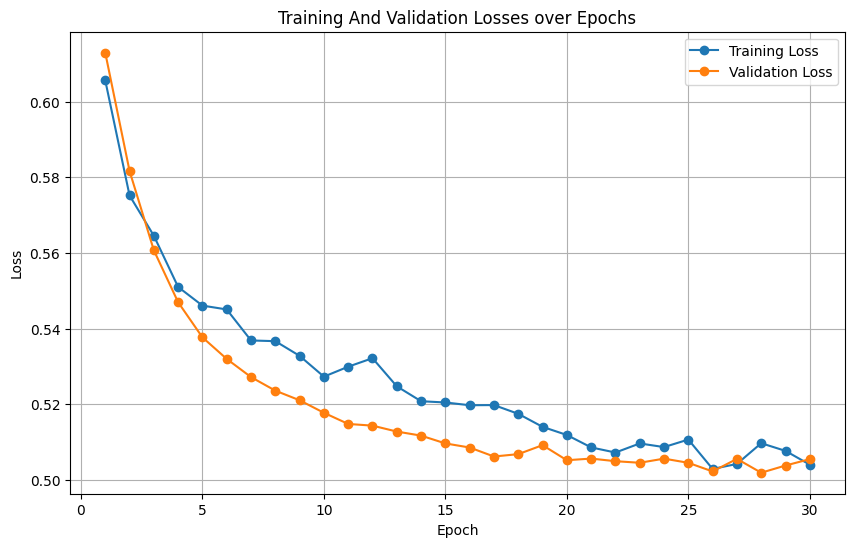 Training And Validation Losses over Epochs
Training Loss
Validation Loss
0.60
0.58
0.56
0.54
0.52
0.50
Loss
0
5
10
15
20
25
30
Epoch